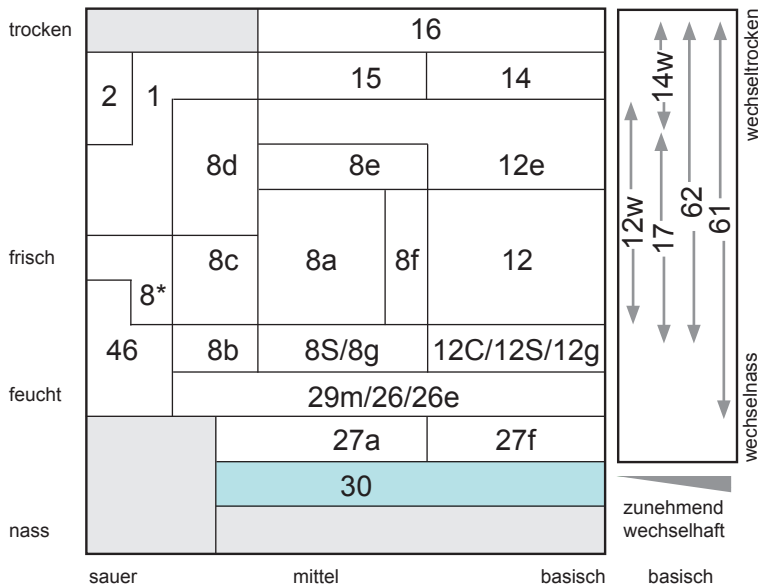 trocken
16
wechseltrocken
2
1
15
14
14w
8d
8e
12e
12w
17
62
61
frisch
8c
8a
8f
12
8*
46
8b
8S/8g
12C/12S/12g
wechselnass
feucht
29m/26/26e
27a
27f
30
zunehmend
wechselhaft
nass
sauer
mittel
basisch
basisch